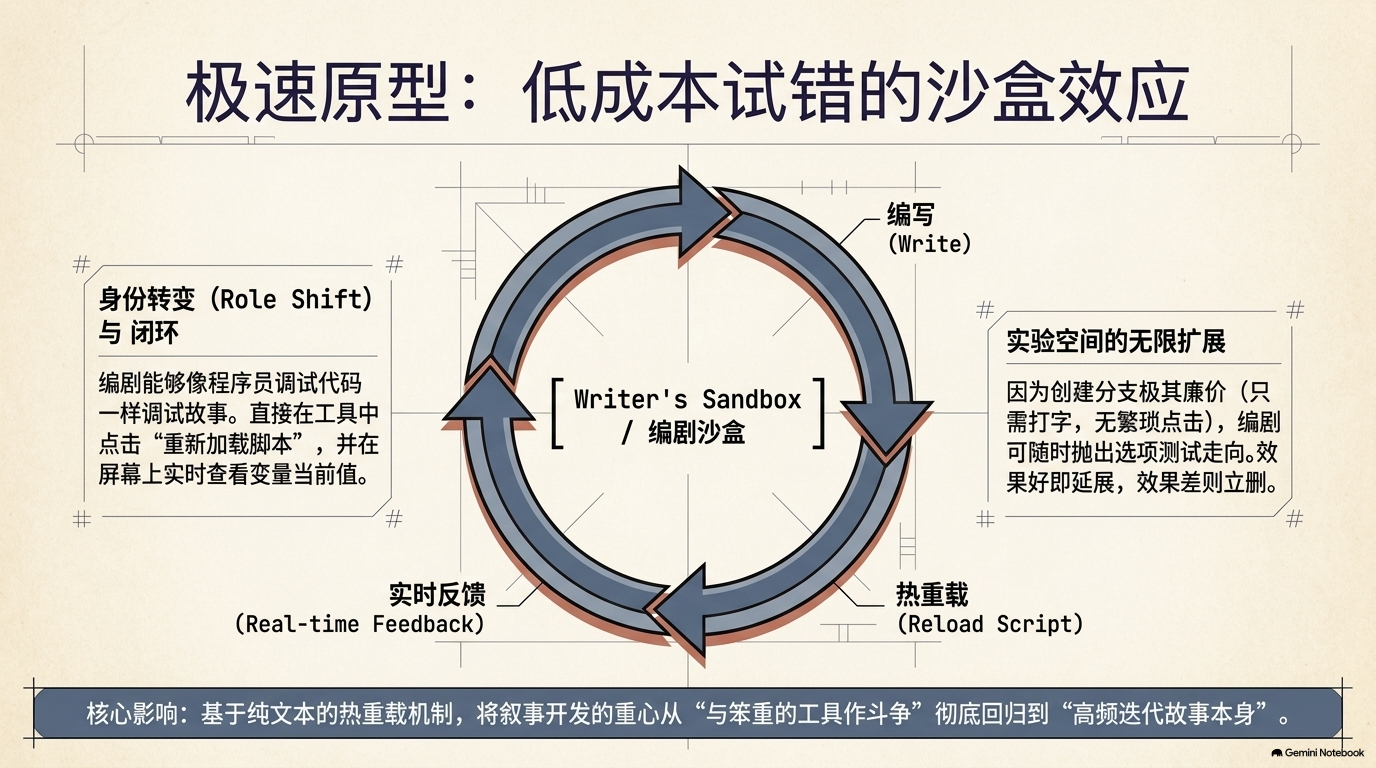 极速原型：低成本试错的沙盒效应
编写
(Write)
身份转变 (Role Shift)
与 闭环
编剧能够像程序员调试代码
一样调试故事。直接在工具中
点击“重新加载脚本”，并在
屏幕上实时查看变量当前值。
Writer's Sandbox
/ 编剧沙盒
实验空间的无限扩展
因为创建分支极其廉价（只
需打字，无繁琐点击），编剧
可随时抛出选项测试走向。效
果好即延展，效果差则立删。
实时反馈
(Real-time Feedback)
热重载
(Reload Script)
核心影响：基于纯文本的热重载机制，将叙事开发的重心从“与笨重的工具作斗争”彻底回归到“高频迭代故事本身”。
Gemini Notebook